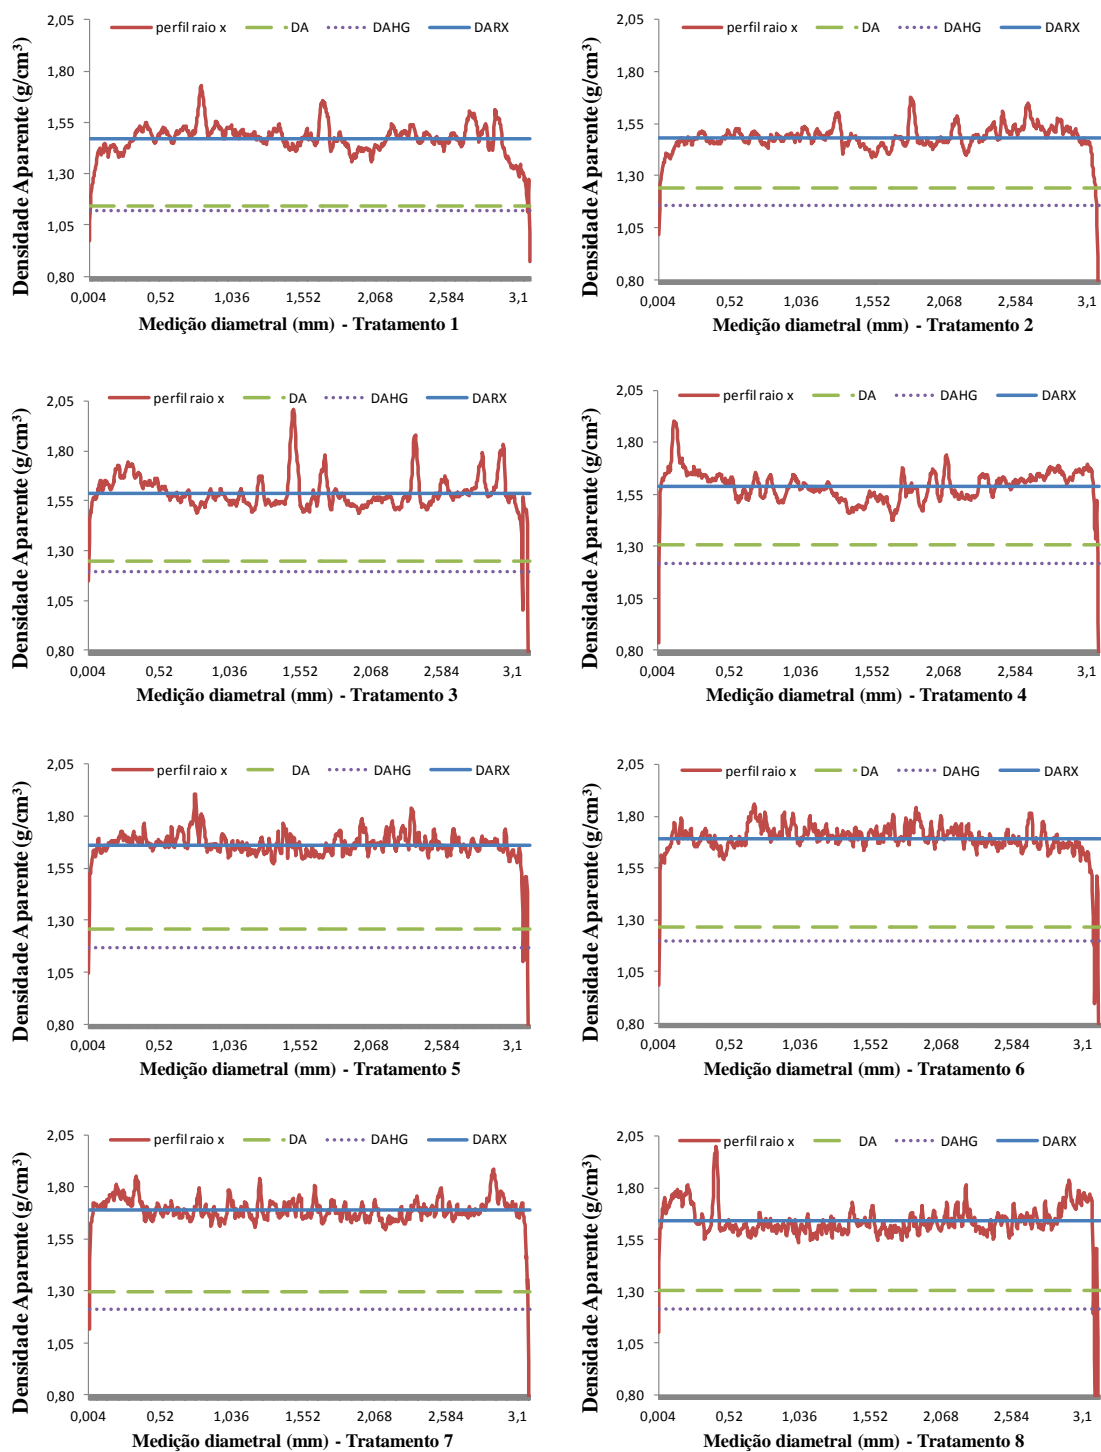 perfil raio x DA DAHG DARX
Densidade Aparente (g/cm³)
2,05
1,80
1,55
1,30
1,05
0,80
0,004 0,52 1,036 1,552 2,068 2,584 3,1
Medição diametral (mm) - Tratamento 1
perfil raio x DA DAHG DARX
Densidade Aparente (g/cm³)
2,05
1,80
1,55
1,30
1,05
0,80
0,004 0,52 1,036 1,552 2,068 2,584 3,1
Medição diametral (mm) - Tratamento 2
perfil raio x DA DAHG DARX
Densidade Aparente (g/cm³)
2,05
1,80
1,55
1,30
1,05
0,80
0,004 0,52 1,036 1,552 2,068 2,584 3,1
Medição diametral (mm) - Tratamento 3
perfil raio x DA DAHG DARX
Densidade Aparente (g/cm³)
2,05
1,80
1,55
1,30
1,05
0,80
0,004 0,52 1,036 1,552 2,068 2,584 3,1
Medição diametral (mm) - Tratamento 4
perfil raio x DA DAHG DARX
Densidade Aparente (g/cm³)
2,05
1,80
1,55
1,30
1,05
0,80
0,004 0,52 1,036 1,552 2,068 2,584 3,1
Medição diametral (mm) - Tratamento 5
perfil raio x DA DAHG DARX
Densidade Aparente (g/cm³)
2,05
1,80
1,55
1,30
1,05
0,80
0,004 0,52 1,036 1,552 2,068 2,584 3,1
Medição diametral (mm) - Tratamento 6
perfil raio x DA DAHG DARX
Densidade Aparente (g/cm³)
2,05
1,80
1,55
1,30
1,05
0,80
0,004 0,52 1,036 1,552 2,068 2,584 3,1
Medição diametral (mm) - Tratamento 7
perfil raio x DA DAHG DARX
Densidade Aparente (g/cm³)
2,05
1,80
1,55
1,30
1,05
0,80
0,004 0,52 1,036 1,552 2,068 2,584 3,1
Medição diametral (mm) - Tratamento 8